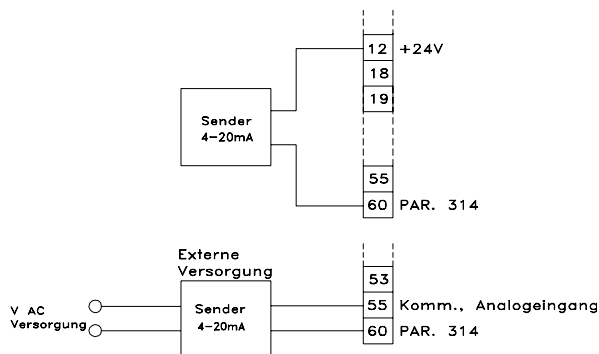 12 +24V
18
19
Sender
4-20mA
55
60 PAR. 314
Externe
Versorgung
53
V AC
Versorgung
Sender
4-20mA
55 Komm., Analogeingang
60 PAR. 314